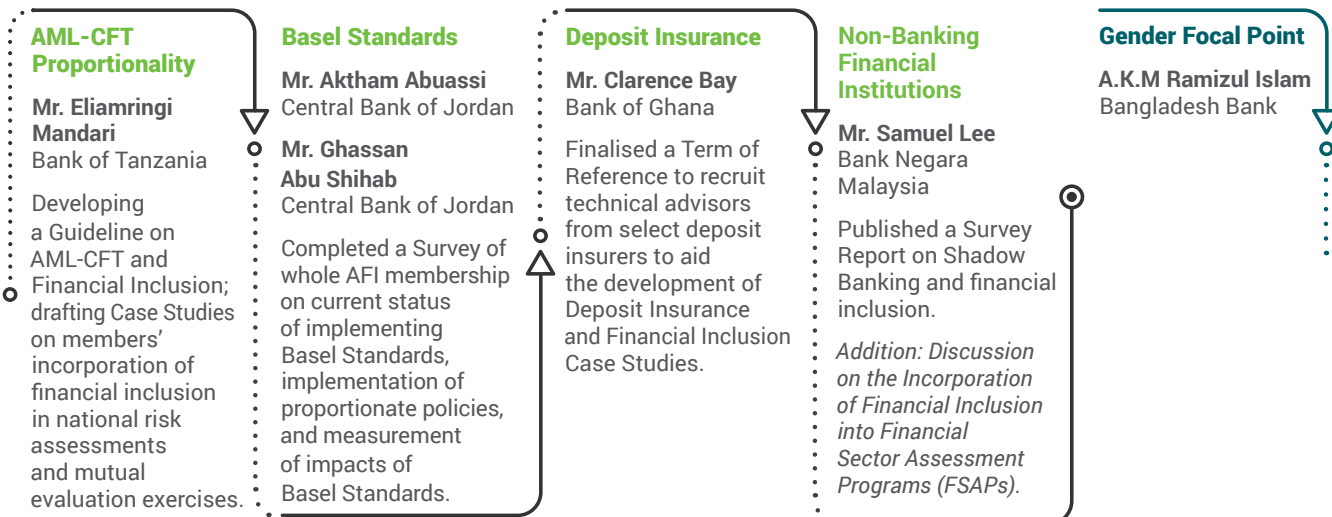 AML-CFT
Proportionality
Mr. Eliamringi
Mandari
Bank of Tanzania
Developing
a Guideline on
AML-CFT and
Financial Inclusion;
drafting Case Studies
on members’
incorporation of
financial inclusion
in national risk
assessments
and mutual
evaluation exercises.
Basel Standards
Mr. Aktham Abuassi
Central Bank of Jordan
Mr. Ghassan
Abu Shihab
Central Bank of Jordan
Completed a Survey of
whole AFI membership
on current status
of implementing
Basel Standards,
implementation of
proportionate policies,
and measurement
of impacts of
Basel Standards.
Deposit Insurance
Mr. Clarence Bay
Bank of Ghana
Finalised a Term of
Reference to recruit
technical advisors
from select deposit
insurers to aid
the development of
Deposit Insurance
and Financial Inclusion
Case Studies.
Non-Banking
Financial
Institutions
Mr. Samuel Lee
Bank Negara
Malaysia
Published a Survey
Report on Shadow
Banking and financial
inclusion.
Addition: Discussion
on the Incorporation
of Financial Inclusion
into Financial
Sector Assessment
Programs (FSAPs).
Gender Focal Point
A.K.M Ramizul Islam
Bangladesh Bank